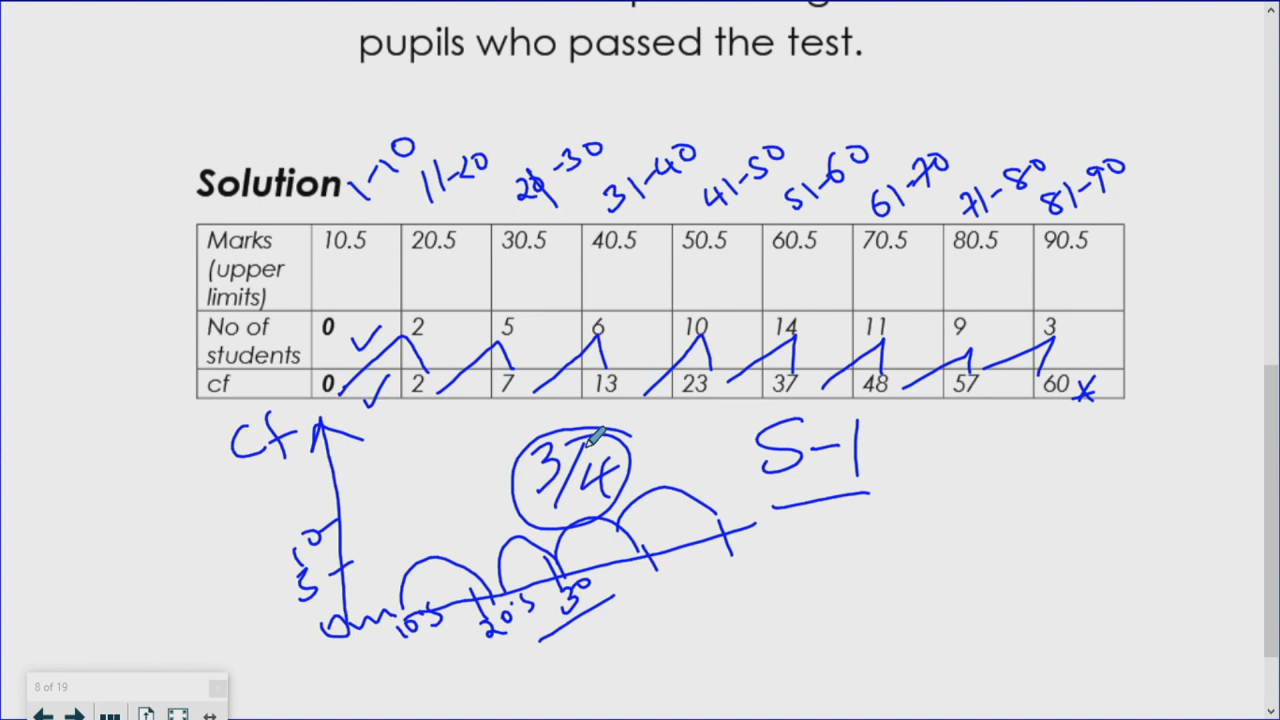 pupils who passed the test.
1-10 11-20 21-30 31-40 41-50 51-60 61-70 71-80 81-90
Solution
Marks (upper limits) 10.5 20.5 30.5 40.5 50.5 60.5 70.5 80.5 90.5
No of students 0 2 5 6 10 14 11 9 3
cf 0 2 7 13 23 37 48 57 60
Cf
3/4
S-1
10
5
10.5 20.5 30
8 of 19